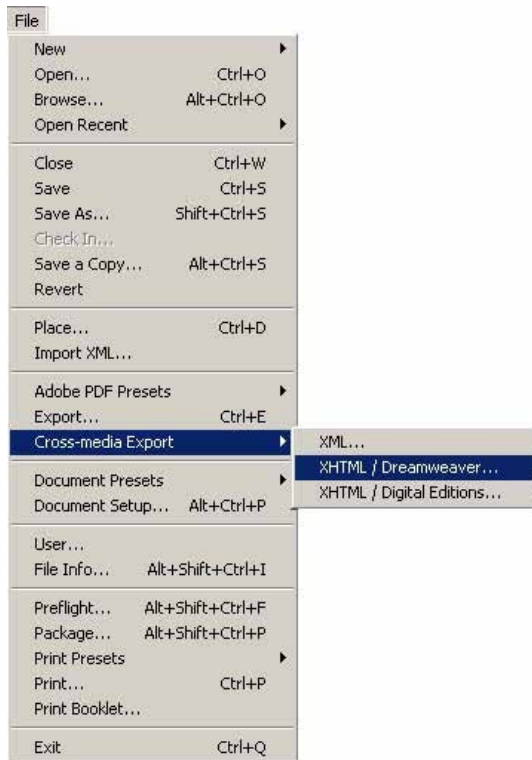 File
New
Open... Ctrl+O
Browse... Alt+Ctrl+O
Open Recent
Close Ctrl+W
Save Ctrl+S
Save As... Shift+Ctrl+S
Check In...
Save a Copy... Alt+Ctrl+S
Revert
Place... Ctrl+D
Import XML...
Adobe PDF Presets
Export... Ctrl+E
Cross-media Export
XML...
XHTML / Dreamweaver...
XHTML / Digital Editions...
Document Presets
Document Setup... Alt+Ctrl+P
User...
File Info... Alt+Shift+Ctrl+I
Preflight... Alt+Shift+Ctrl+F
Package... Alt+Shift+Ctrl+P
Print Presets
Print... Ctrl+P
Print Booklet...
Exit Ctrl+Q